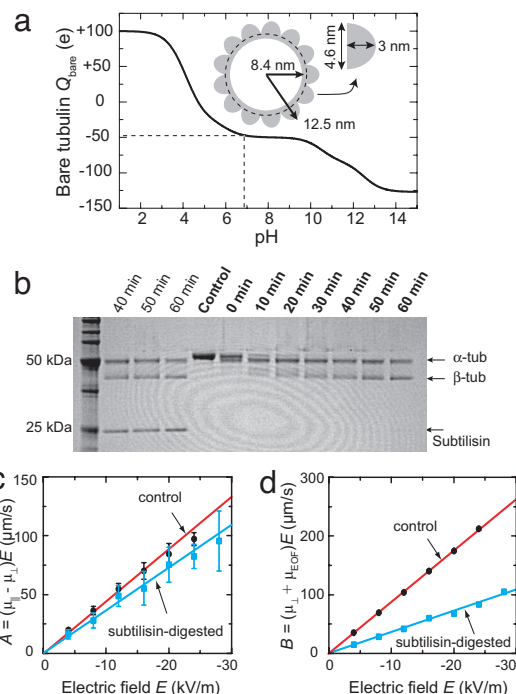 a
Bare tubulin Q_bare (e)
+100
+50
0
-50
-100
-150
2 4 6 8 10 12 14
pH
8.4 nm
12.5 nm
4.6 nm
3 nm
b
40 min 50 min 60 min Control 0 min 10 min 20 min 30 min 40 min 50 min 60 min
50 kDa
25 kDa
α-tub
β-tub
Subtilisin
c
A = (μ∥ - μ⊥)E (μm/s)
150
100
50
0
0 -10 -20 -30
control
subtilisin-digested
Electric field E (kV/m)
d
B = (μ⊥ + μEOF)E (μm/s)
300
200
100
0
0 -10 -20 -30
control
subtilisin-digested
Electric field E (kV/m)